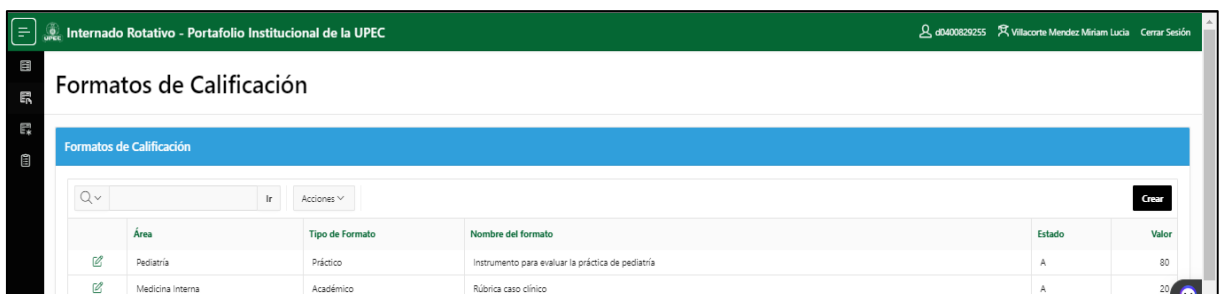 UPEC
Internado Rotativo - Portafolio Institucional de la UPEC d0400829255 Villacorte Mendez Miriam Lucia Cerrar Sesión
Formatos de Calificación
Formatos de Calificación
Ir Acciones Crear
Área Tipo de Formato Nombre del formato Estado Valor
Pediatría Práctico Instrumento para evaluar la práctica de pediatría A 80
Medicina Interna Académico Rúbrica caso clínico A 20